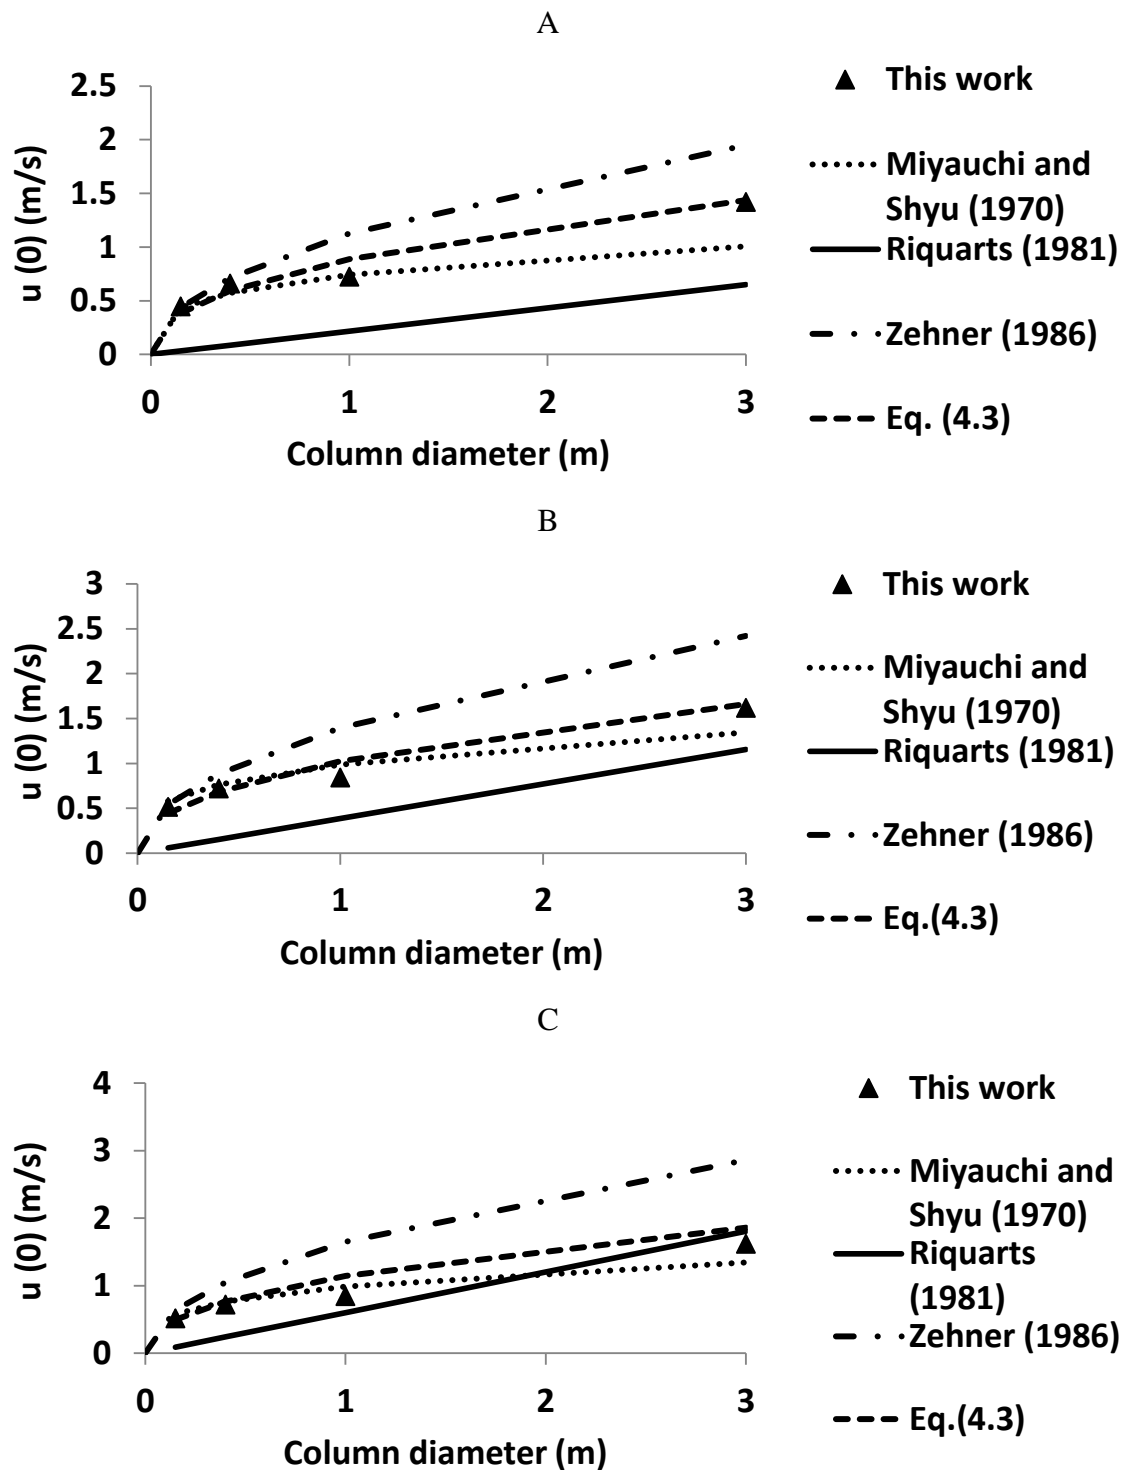 A
2.5
2
1.5
1
0.5
0
u (0) (m/s)
0 1 2 3
Column diameter (m)
This work
Miyauchi and
Shyu (1970)
Riquarts (1981)
Zehner (1986)
Eq. (4.3)
B
3
2.5
2
1.5
1
0.5
0
u (0) (m/s)
0 1 2 3
Column diameter (m)
This work
Miyauchi and
Shyu (1970)
Riquarts (1981)
Zehner (1986)
Eq.(4.3)
C
4
3
2
1
0
u (0) (m/s)
0 1 2 3
Column diameter (m)
This work
Miyauchi and
Shyu (1970)
Riquarts
(1981)
Zehner (1986)
Eq.(4.3)